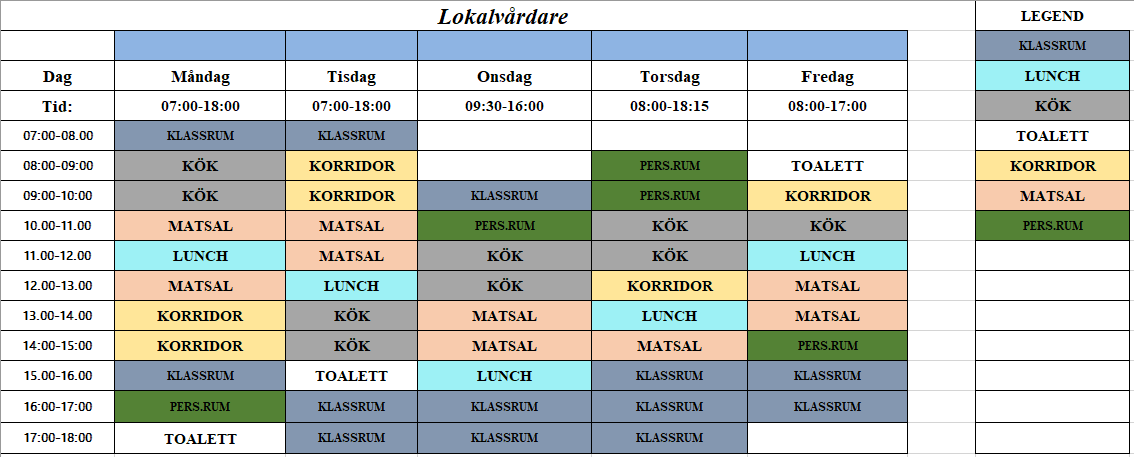 Lokalvårdare LEGEND
KLASSRUM
LUNCH
Dag Måndag Tisdag Onsdag Torsdag Fredag
Tid: 07:00-18:00 07:00-18:00 09:30-16:00 08:00-18:15 08:00-17:00 KÖK
07:00-08.00 KLASSRUM KLASSRUM TOALETT
08:00-09:00 KÖK KORRIDOR PERS.RUM TOALETT KORRIDOR
09:00-10:00 KÖK KORRIDOR KLASSRUM PERS.RUM KORRIDOR MATSAL
10.00-11.00 MATSAL MATSAL PERS.RUM KÖK KÖK PERS.RUM
11.00-12.00 LUNCH MATSAL KÖK KÖK LUNCH
12.00-13.00 MATSAL LUNCH KÖK KORRIDOR MATSAL
13.00-14.00 KORRIDOR KÖK MATSAL LUNCH MATSAL
14:00-15:00 KORRIDOR KÖK MATSAL MATSAL PERS.RUM
15.00-16.00 KLASSRUM TOALETT LUNCH KLASSRUM KLASSRUM
16:00-17:00 PERS.RUM KLASSRUM KLASSRUM KLASSRUM KLASSRUM
17:00-18:00 TOALETT KLASSRUM KLASSRUM KLASSRUM